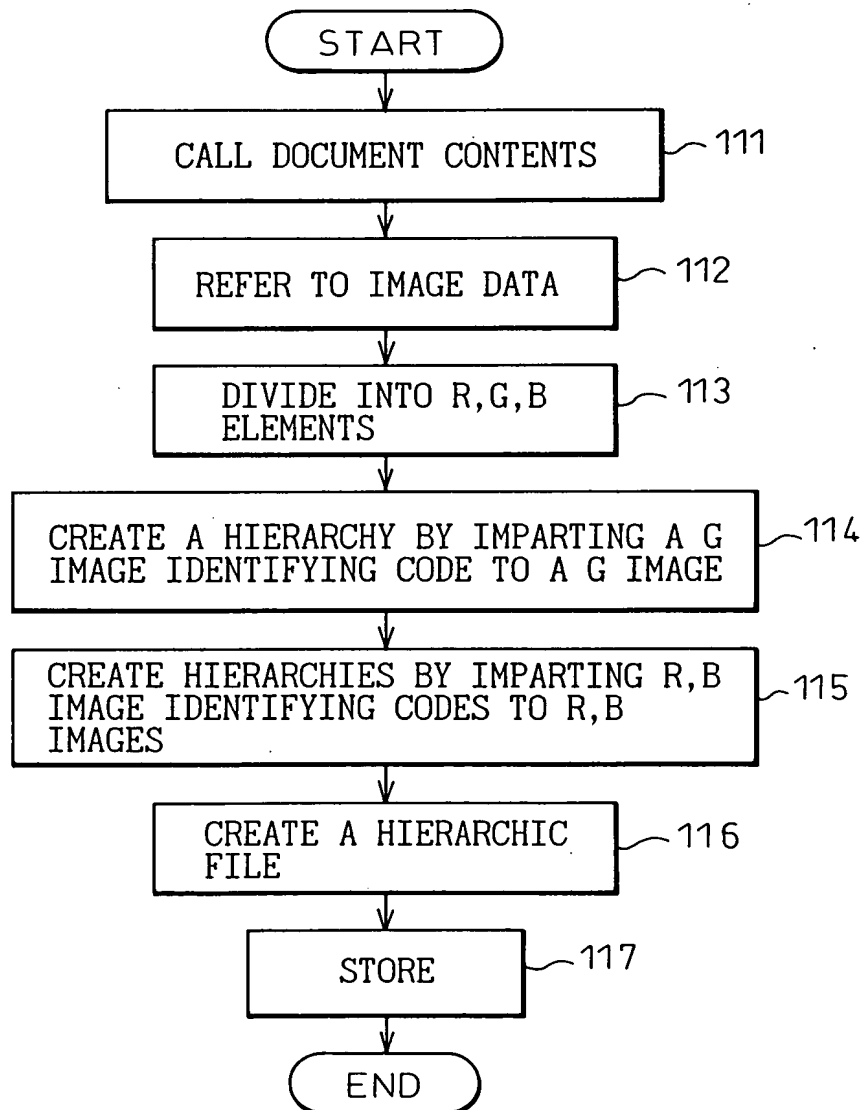 START
CALL DOCUMENT CONTENTS
111
REFER TO IMAGE DATA
112
DIVIDE INTO R,G,B
ELEMENTS
113
CREATE A HIERARCHY BY IMPARTING A G
IMAGE IDENTIFYING CODE TO A G IMAGE
114
CREATE HIERARCHIES BY IMPARTING R,B
IMAGE IDENTIFYING CODES TO R,B
IMAGES
115
CREATE A HIERARCHIC
FILE
116
STORE
117
END